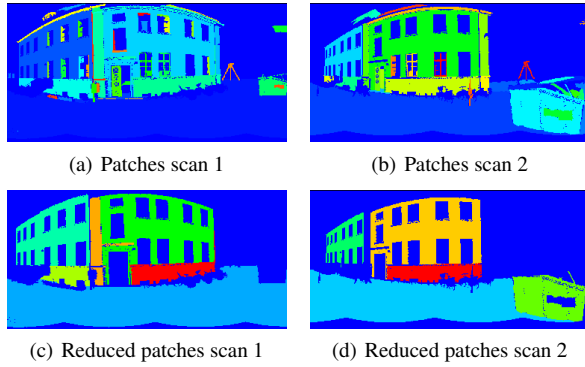 (a) Patches scan 1
(b) Patches scan 2
(c) Reduced patches scan 1
(d) Reduced patches scan 2